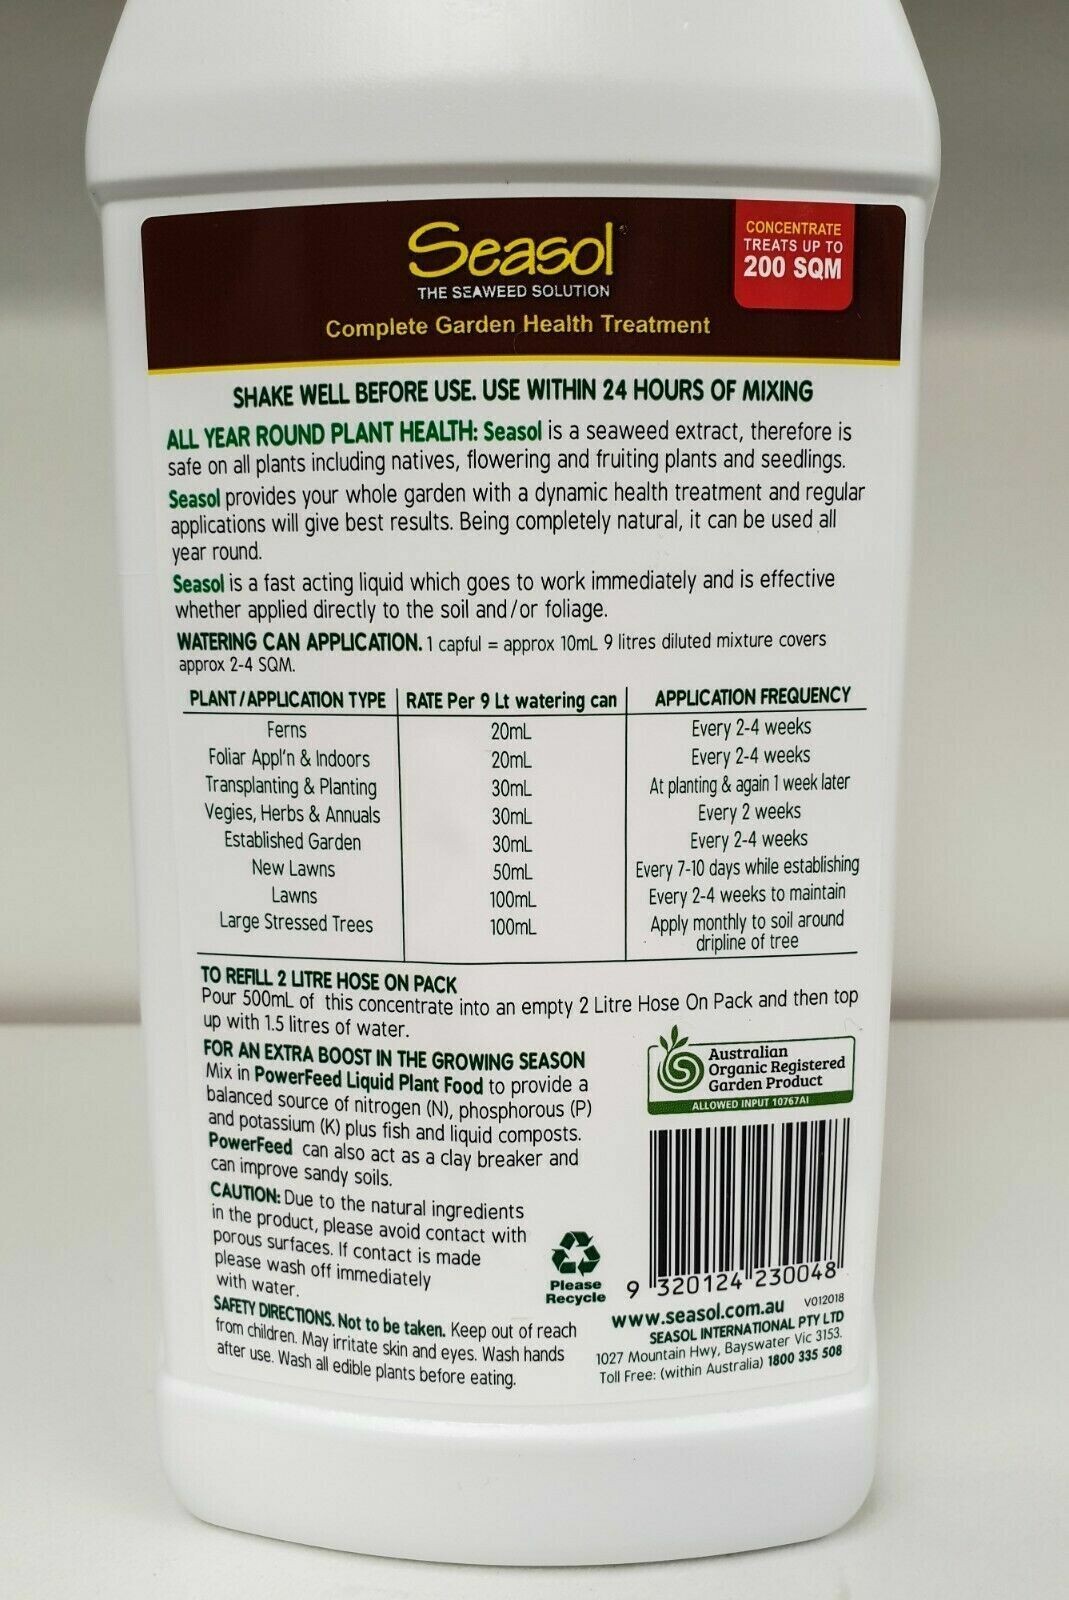 Seasol
THE SEAWEED SOLUTION
Complete Garden Health Treatment
CONCENTRATE
TREATS UP TO
200 SQM
SHAKE WELL BEFORE USE. USE WITHIN 24 HOURS OF MIXING
ALL YEAR ROUND PLANT HEALTH: Seasol is a seaweed extract, therefore is
safe on all plants including natives, flowering and fruiting plants and seedlings.
Seasol provides your whole garden with a dynamic health treatment and regular
applications will give best results. Being completely natural, it can be used all
year round.
Seasol is a fast acting liquid which goes to work immediately and is effective
whether applied directly to the soil and/or foliage.
WATERING CAN APPLICATION. 1 capful = approx 10mL 9 litres diluted mixture covers
approx 2-4 SQM.
PLANT/APPLICATION TYPE RATE Per 9 Lt watering can APPLICATION FREQUENCY
Ferns 20mL Every 2-4 weeks
Foliar Appl'n & Indoors 20mL Every 2-4 weeks
Transplanting & Planting 30mL At planting & again 1 week later
Vegies, Herbs & Annuals 30mL Every 2 weeks
Established Garden 30mL Every 2-4 weeks
New Lawns 50mL Every 7-10 days while establishing
Lawns 100mL Every 2-4 weeks to maintain
Large Stressed Trees 100mL Apply monthly to soil around
dripline of tree
TO REFILL 2 LITRE HOSE ON PACK
Pour 500mL of this concentrate into an empty 2 Litre Hose On Pack and then top
up with 1.5 litres of water.
FOR AN EXTRA BOOST IN THE GROWING SEASON
Mix in PowerFeed Liquid Plant Food to provide a
balanced source of nitrogen (N), phosphorous (P)
and potassium (K) plus fish and liquid composts.
PowerFeed can also act as a clay breaker and
can improve sandy soils.
CAUTION: Due to the natural ingredients
in the product, please avoid contact with
porous surfaces. If contact is made
please wash off immediately
with water.
SAFETY DIRECTIONS. Not to be taken. Keep out of reach
from children. May irritate skin and eyes. Wash hands
after use. Wash all edible plants before eating.
Please
Recycle
Australian
Organic Registered
Garden Product
ALLOWED INPUT 10767AI
9 320124 230048
www.seasol.com.au V012018
SEASOL INTERNATIONAL PTY LTD
1027 Mountain Hwy, Bayswater Vic 3153.
Toll Free: (within Australia) 1800 335 508